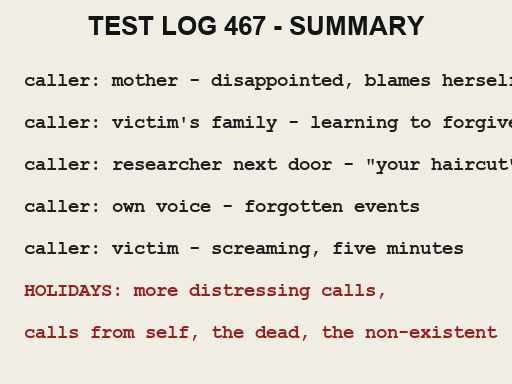 TEST LOG 467 - SUMMARY
caller: mother - disappointed, blames hersel
caller: victim's family - learning to forgive
caller: researcher next door - "your haircut"
caller: own voice - forgotten events
caller: victim - screaming, five minutes
HOLIDAYS: more distressing calls,
calls from self, the dead, the non-existent